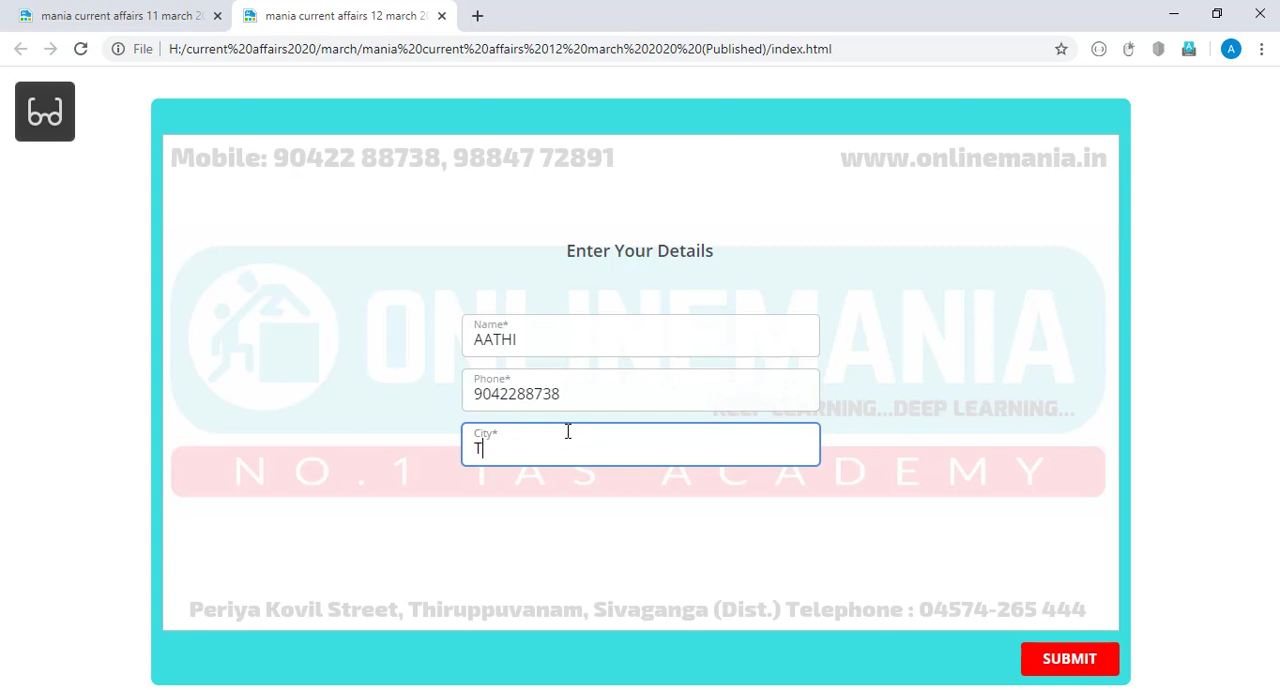 mania current affairs 11 march 2
mania current affairs 12 march 2
File
H:/current%20affairs2020/march/mania%20current%20affairs%2012%20march%202020%20(Published)/index.html
A
A
Mobile: 90422 88738, 98847 72891
www.onlinemania.in
Enter Your Details
ONLINEMANIA
Name*
AATHI
Phone*
9042288738
KEEP LEARNING...DEEP LEARNING...
City*
T
NO.1 IAS ACADEMY
Periya Kovil Street, Thiruppuvanam, Sivaganga (Dist.) Telephone : 04574-265 444
SUBMIT